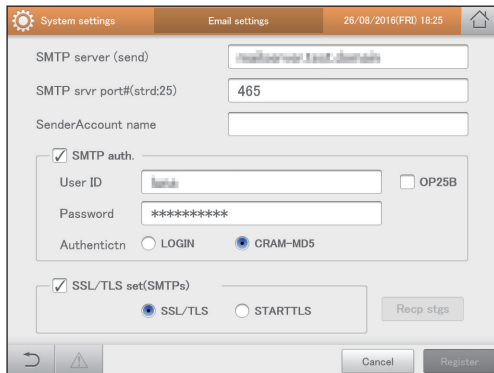 System settings
Email settings
26/08/2016(FRI) 18:25
SMTP server (send)
SMTP srvr port#(strd:25) 465
SenderAccount name
SMTP auth.
User ID
OP25B
Password **********
Authentictn LOGIN CRAM-MD5
SSL/TLS set(SMTPs)
SSL/TLS STARTTLS
Recp stgs
Cancel
Register